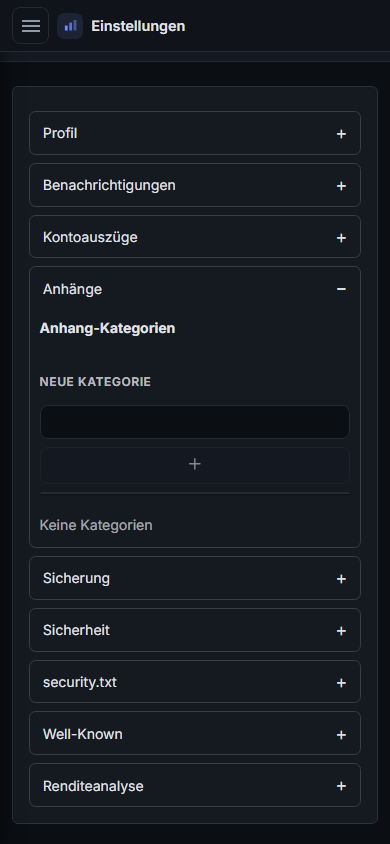 Einstellungen
Profil +
Benachrichtigungen +
Kontoauszüge +
Anhänge −
Anhang-Kategorien
NEUE KATEGORIE
+
Keine Kategorien
Sicherung +
Sicherheit +
security.txt +
Well-Known +
Renditeanalyse +